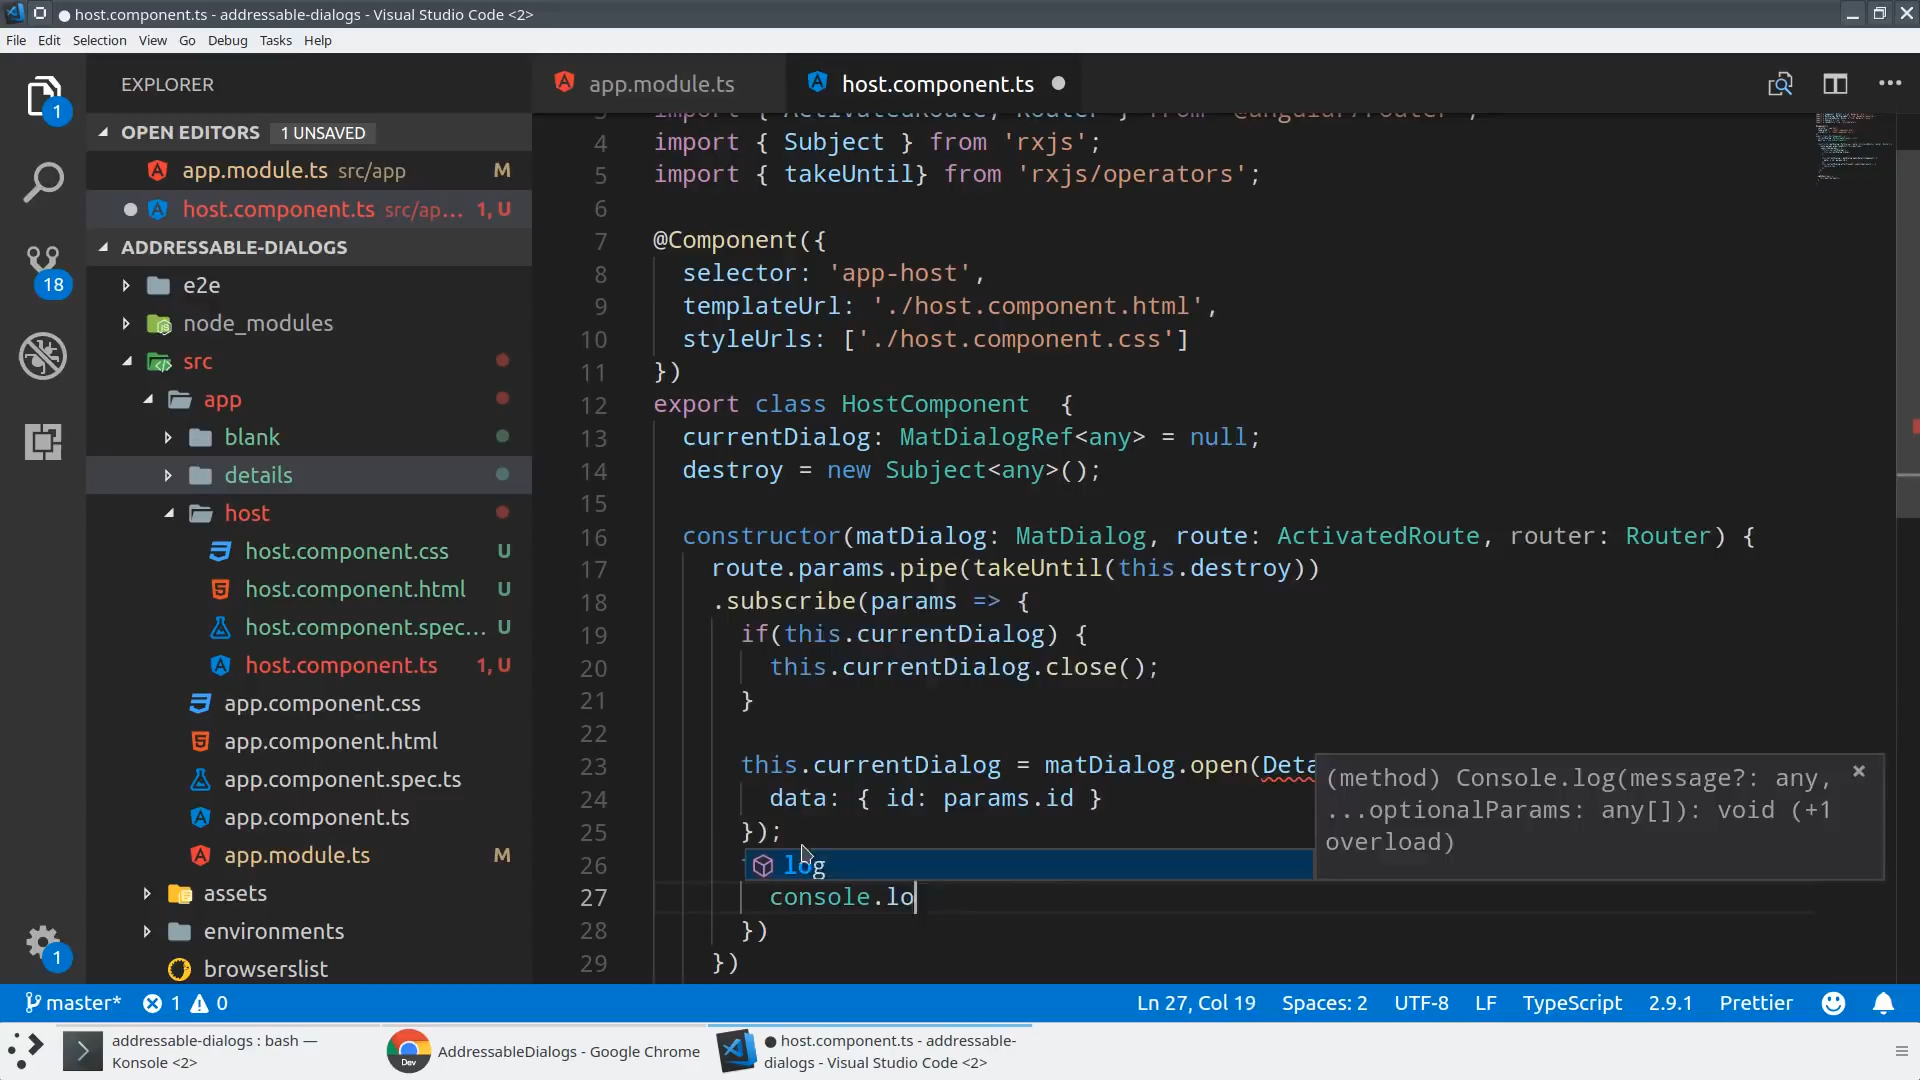 host.component.ts - addressable-dialogs - Visual Studio Code <2>
File Edit Selection View Go Debug Tasks Help
EXPLORER
app.module.ts
host.component.ts
1
OPEN EDITORS 1 UNSAVED
app.module.ts src/app M
host.component.ts src/ap... 1, U
ADDRESSABLE-DIALOGS
18
e2e
node_modules
src
app
blank
details
host
host.component.css U
host.component.html U
host.component.spec... U
host.component.ts 1, U
app.component.css
app.component.html
app.component.spec.ts
app.component.ts
app.module.ts M
assets
environments
browserslist
1
4 import { Subject } from 'rxjs';
5 import { takeUntil} from 'rxjs/operators';
6
7 @Component({
8 selector: 'app-host',
9 templateUrl: './host.component.html',
10 styleUrls: ['./host.component.css']
11 })
12 export class HostComponent {
13 currentDialog: MatDialogRef<any> = null;
14 destroy = new Subject<any>();
15
16 constructor(matDialog: MatDialog, route: ActivatedRoute, router: Router) {
17 route.params.pipe(takeUntil(this.destroy))
18 .subscribe(params => {
19 if(this.currentDialog) {
20 this.currentDialog.close();
21 }
22
23 this.currentDialog = matDialog.open(Deta
24 data: { id: params.id }
25 });
26
log
(method) Console.log(message?: any,
...optionalParams: any[]): void (+1
overload)
27 console.lo
28 })
29 })
master* 1 0 Ln 27, Col 19 Spaces: 2 UTF-8 LF TypeScript 2.9.1 Prettier
addressable-dialogs : bash —
Konsole <2>
Dev
AddressableDialogs - Google Chrome
host.component.ts - addressable-
dialogs - Visual Studio Code <2>